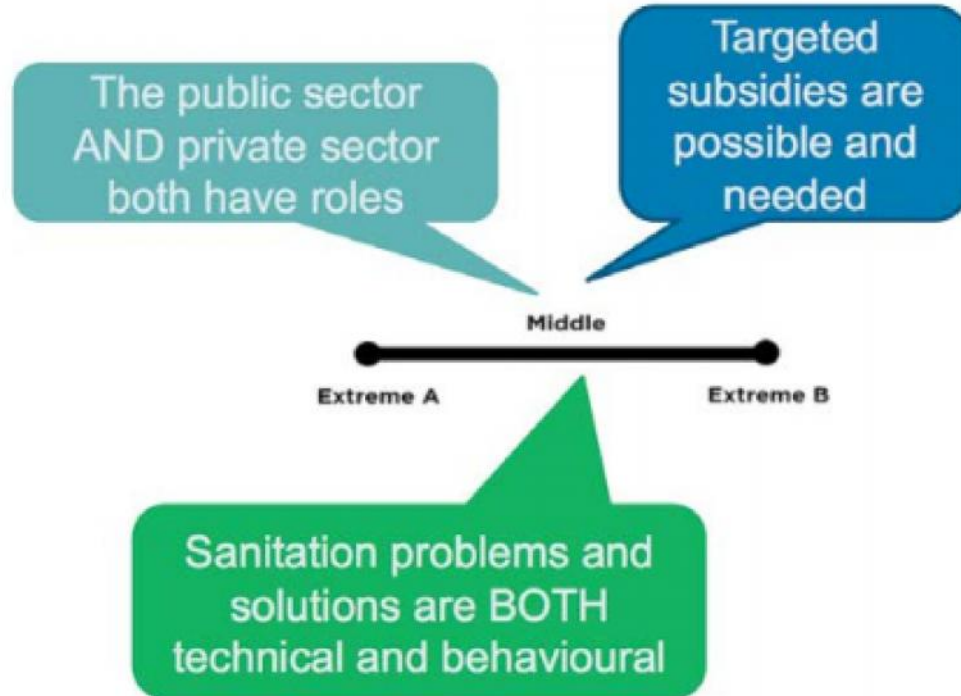 The public sector
AND private sector
both have roles
Targeted
subsidies are
possible and
needed
Middle
Extreme A
Extreme B
Sanitation problems and
solutions are BOTH
technical and behavioural